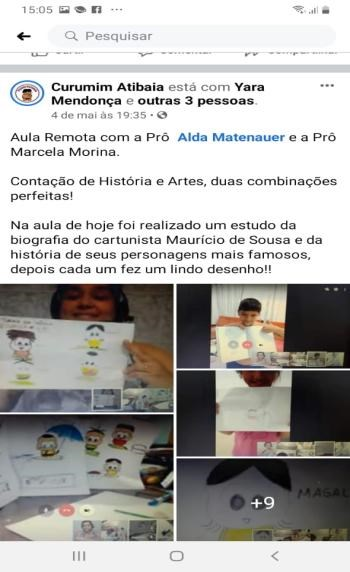 15:05
Pesquisar
Curumim Atibaia está com Yara
Mendonça e outras 3 pessoas.
4 de mai às 19:35 •
Aula Remota com a Prô Alda Matenauer e a Prô
Marcela Morina.
Contação de História e Artes, duas combinações
perfeitas!
Na aula de hoje foi realizado um estudo da
biografia do cartunista Maurício de Sousa e da
história de seus personagens mais famosos,
depois cada um fez um lindo desenho!!
+9
MAGAL